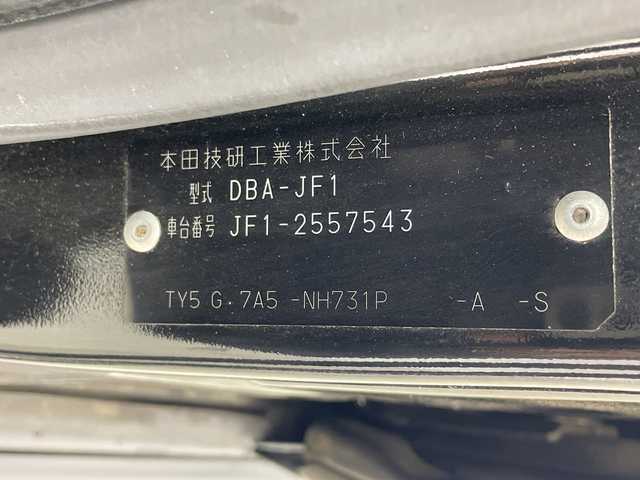 本田技研工業株式会社
型式 DBA-JF1
車台番号 JF1-2557543
TY5 G·7A5 -NH731P -A -S